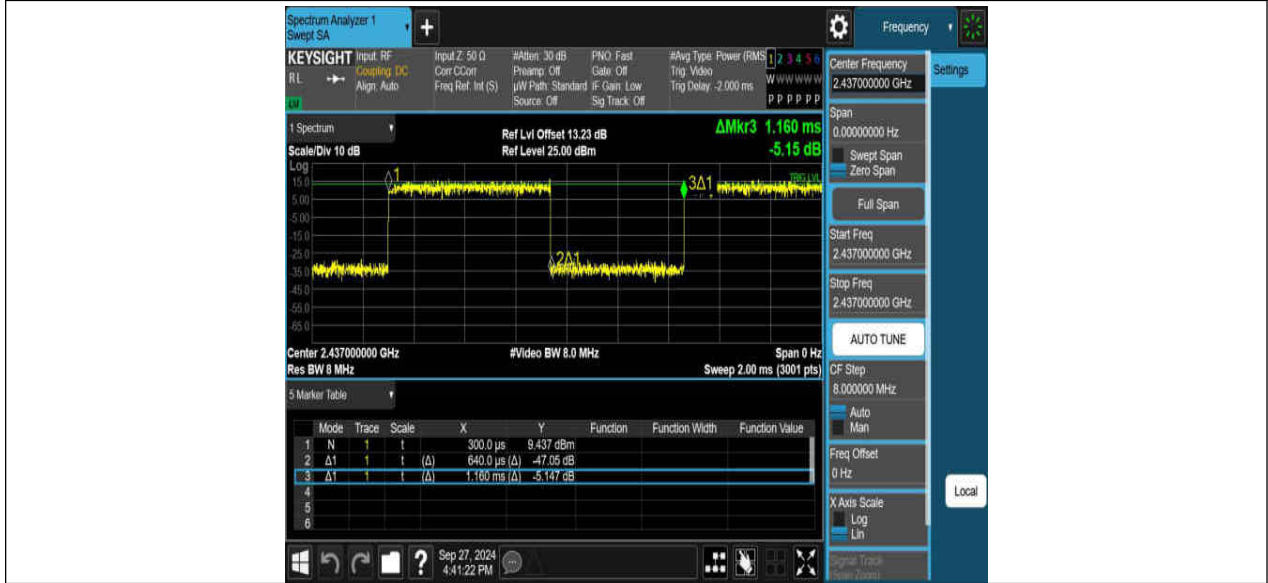 Spectrum Analyzer 1
Swept SA
+
Frequency
KEYSIGHT
RL
Input: RF
Coupling: DC
Align: Auto
Input Z: 50 Ω
Corr CCorr
Freq Ref: Int (S)
#Atten: 30 dB
Preamp: Off
µW Path: Standard
Source: Off
PNO: Fast
Gate: Off
IF Gain: Low
Sig Track: Off
#Avg Type: Power (RMS
Trig: Video
Trig Delay: -2.000 ms
1 2 3 4 5 6
W W W W W W
P P P P P P
1 Spectrum
Scale/Div 10 dB
Ref Lvl Offset 13.23 dB
Ref Level 25.00 dBm
ΔMkr3 1.160 ms
-5.15 dB
Log
15.0
5.00
-5.00
-15.0
-25.0
-35.0
-45.0
-55.0
-65.0
1
2Δ1
3Δ1
TRIG LVL
Center 2.437000000 GHz
#Video BW 8.0 MHz
Span 0 Hz
Res BW 8 MHz
Sweep 2.00 ms (3001 pts)
5 Marker Table
Mode Trace Scale X Y Function Function Width Function Value
1 N 1 t 300.0 µs 9.437 dBm
2 Δ1 1 t (Δ) 640.0 µs (Δ) -47.05 dB
3 Δ1 1 t (Δ) 1.160 ms (Δ) -5.147 dB
4
5
6
?
Sep 27, 2024
4:41:22 PM
Center Frequency
2.437000000 GHz
Span
0.00000000 Hz
Swept Span
Zero Span
Full Span
Start Freq
2.437000000 GHz
Stop Freq
2.437000000 GHz
AUTO TUNE
CF Step
8.000000 MHz
Auto
Man
Freq Offset
0 Hz
X Axis Scale
Log
Lin
Signal Track
(Span Zoom)
Settings
Local